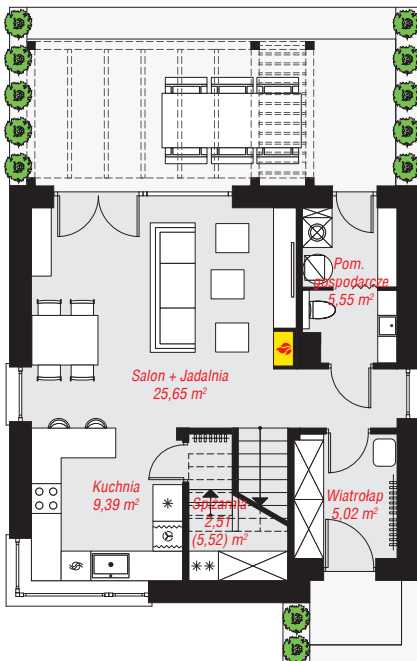 Pom.
gospodarcze
5,55 m²
Salon + Jadalnia
25,65 m²
Kuchnia
9,39 m²
Spiżarnia
2,51
(5,52) m²
Wiatrołap
5,02 m²